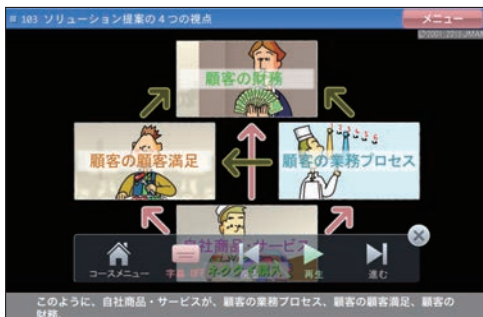 103 ソリューション提案の4つの視点
メニュー
顧客の財務
顧客の顧客満足
顧客の業務プロセス
自社商品・サービス
コースメニュー
字幕 OFF
再生
進む
このように、自社商品・サービスが、顧客の業務プロセス、顧客の顧客満足、顧客の
財務